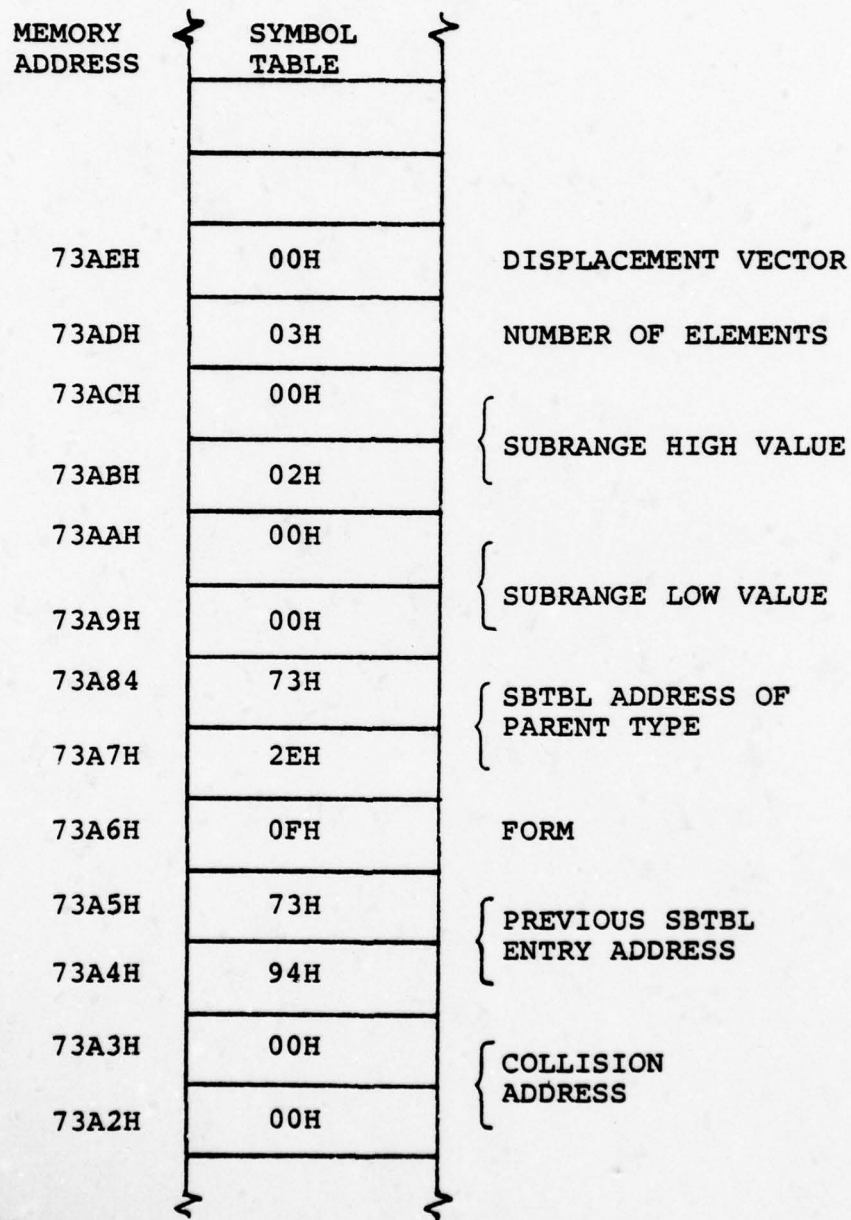 MEMORY SYMBOL
ADDRESS TABLE
73AEH 00H DISPLACEMENT VECTOR
73ADH 03H NUMBER OF ELEMENTS
73ACH 00H
SUBRANGE HIGH VALUE
73ABH 02H
73AAH 00H
SUBRANGE LOW VALUE
73A9H 00H
73A84 73H SBTBL ADDRESS OF
PARENT TYPE
73A7H 2EH
73A6H 0FH FORM
73A5H 73H PREVIOUS SBTBL
ENTRY ADDRESS
73A4H 94H
73A3H 00H COLLISION
ADDRESS
73A2H 00H